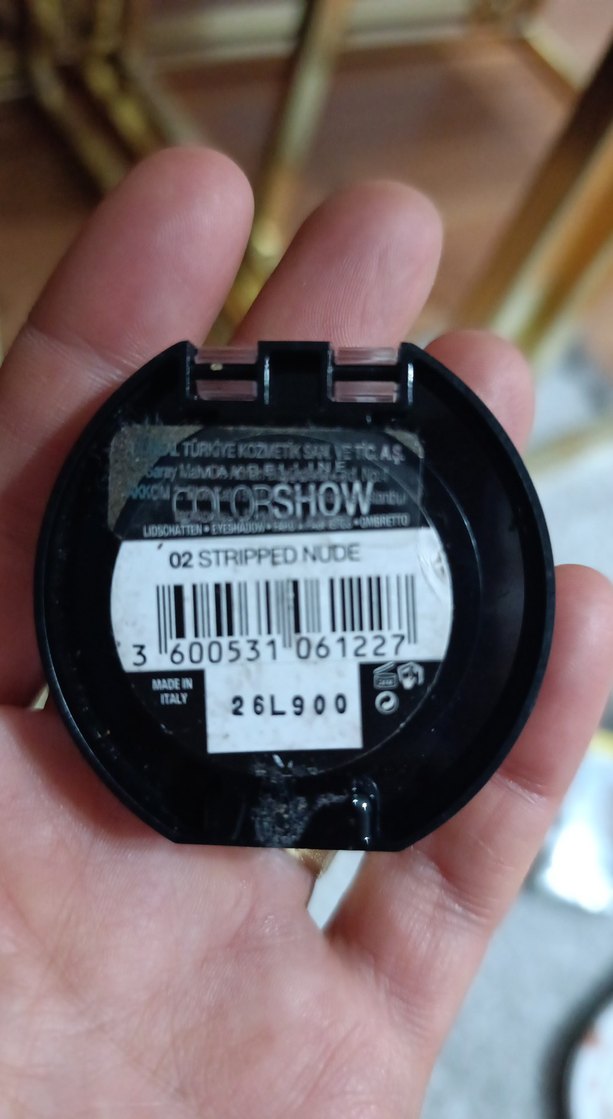 TÜRKİYE KOZMETİK SAN. VE TİC. A.Ş.
COLORSHOW
LIDSCHATTEN • EYESHADOW • OMBRETTO
02 STRIPPED NUDE
3 600531 061227
MADE IN
ITALY
26L900